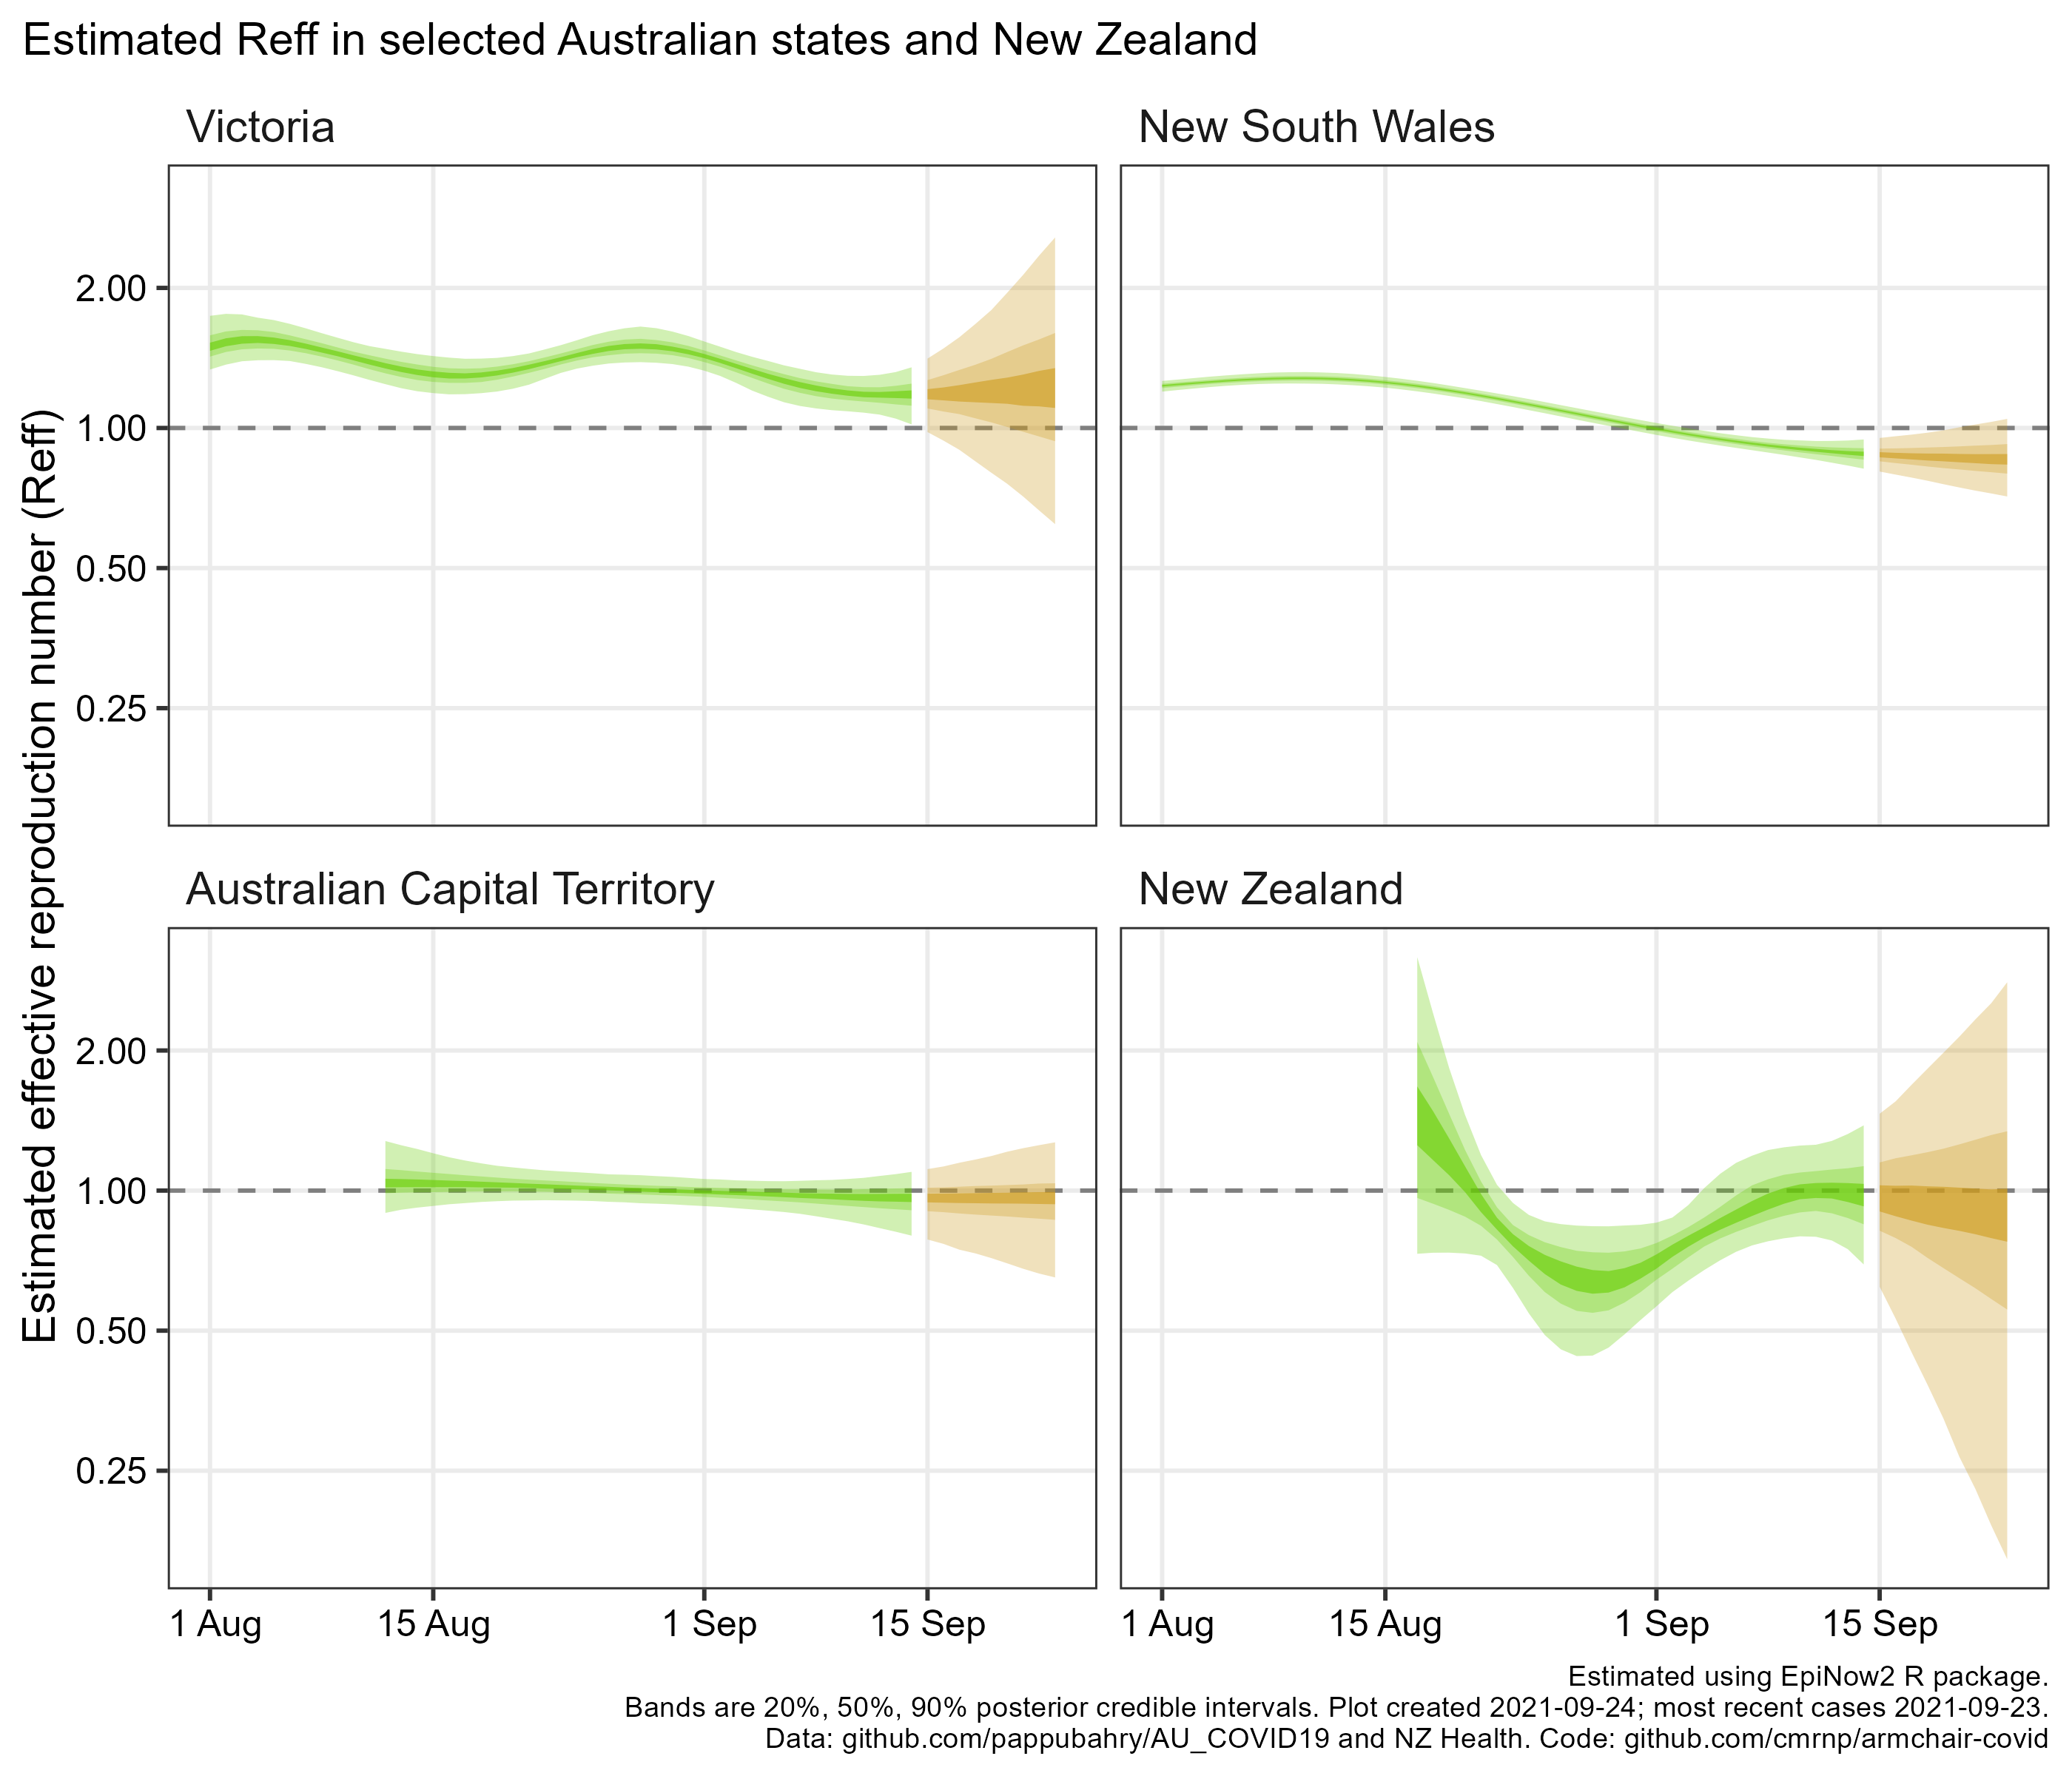 Estimated Reff in selected Australian states and New Zealand
Victoria
New South Wales
Estimated effective reproduction number (Reff)
2.00
1.00
0.50
0.25
Australian Capital Territory
New Zealand
2.00
1.00
0.50
0.25
1 Aug
15 Aug
1 Sep
15 Sep
1 Aug
15 Aug
1 Sep
15 Sep
Estimated using EpiNow2 R package.
Bands are 20%, 50%, 90% posterior credible intervals. Plot created 2021-09-24; most recent cases 2021-09-23.
Data: github.com/pappubahry/AU_COVID19 and NZ Health. Code: github.com/cmrnp/armchair-covid